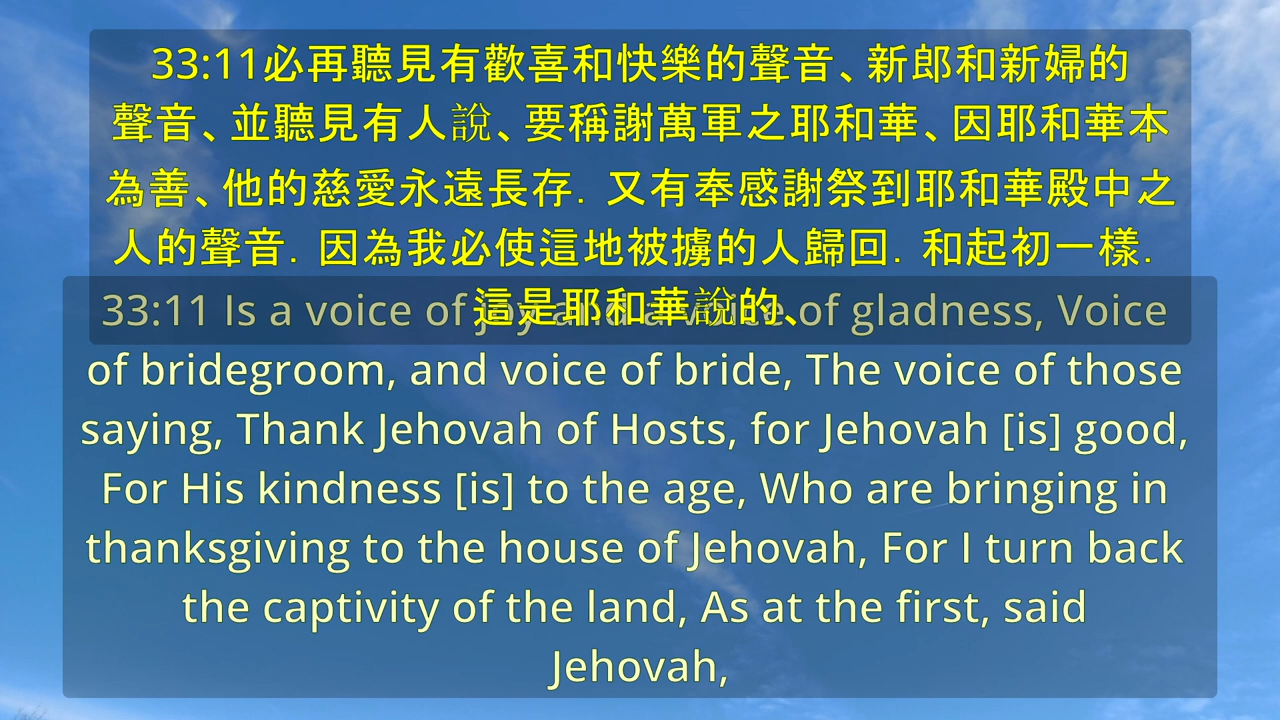 33:11必再聽見有歡喜和快樂的聲音、新郎和新婦的
聲音、並聽見有人說、要稱謝萬軍之耶和華、因耶和華本
為善、他的慈愛永遠長存．又有奉感謝祭到耶和華殿中之
人的聲音．因為我必使這地被擄的人歸回．和起初一樣．
這是耶和華說的、
33:11 Is a voice of joy and a voice of gladness, Voice
of bridegroom, and voice of bride, The voice of those
saying, Thank Jehovah of Hosts, for Jehovah [is] good,
For His kindness [is] to the age, Who are bringing in
thanksgiving to the house of Jehovah, For I turn back
the captivity of the land, As at the first, said
Jehovah,